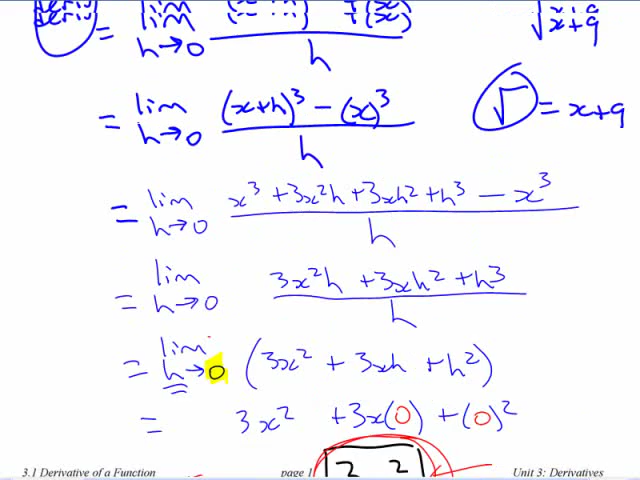 = lim h→0 h
√x+9
= lim h→0 (x+h)³ − (x)³ / h
√ = x+9
= lim h→0 x³ + 3x²h + 3xh² + h³ − x³ / h
= lim h→0 3x²h + 3xh² + h³ / h
= lim h→0 (3x² + 3xh + h²)
= 3x² + 3x(0) + (0)²
3.1 Derivative of a Function page 1 Unit 3: Derivatives